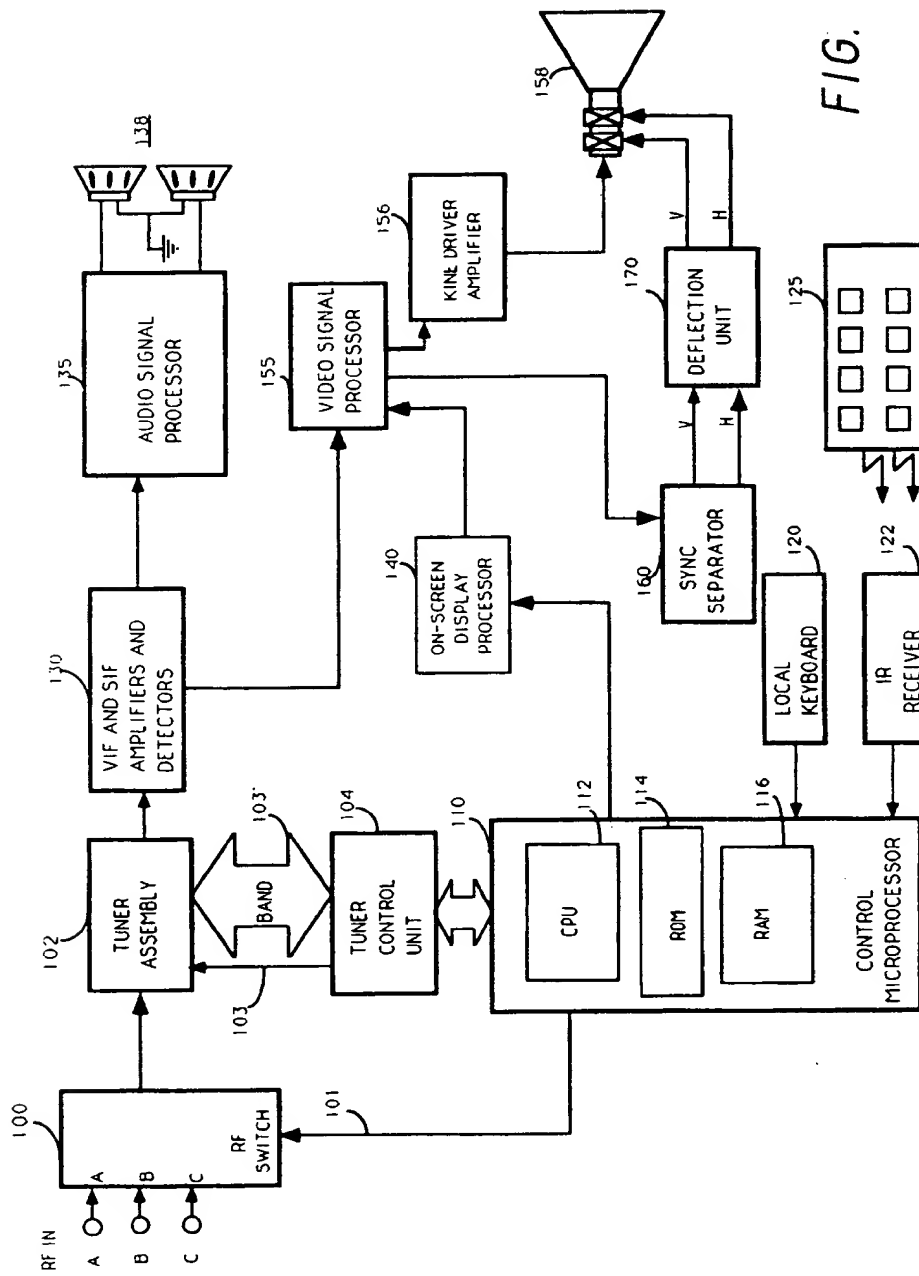 RF IN
A
B
C
A
B
C
100
RF
SWITCH
101
102
TUNER
ASSEMBLY
103
BAND
103'
104
TUNER
CONTROL
UNIT
110
CPU
112
ROM
114
RAM
116
CONTROL
MICROPROCESSOR
130
VIF AND SIF
AMPLIFIERS AND
DETECTORS
135
AUDIO SIGNAL
PROCESSOR
138
140
ON-SCREEN
DISPLAY
PROCESSOR
155
VIDEO SIGNAL
PROCESSOR
156
KINE DRIVER
AMPLIFIER
158
160
SYNC
SEPARATOR
V
H
170
DEFLECTION
UNIT
V
H
120
LOCAL
KEYBOARD
122
IR
RECEIVER
125
FIG.